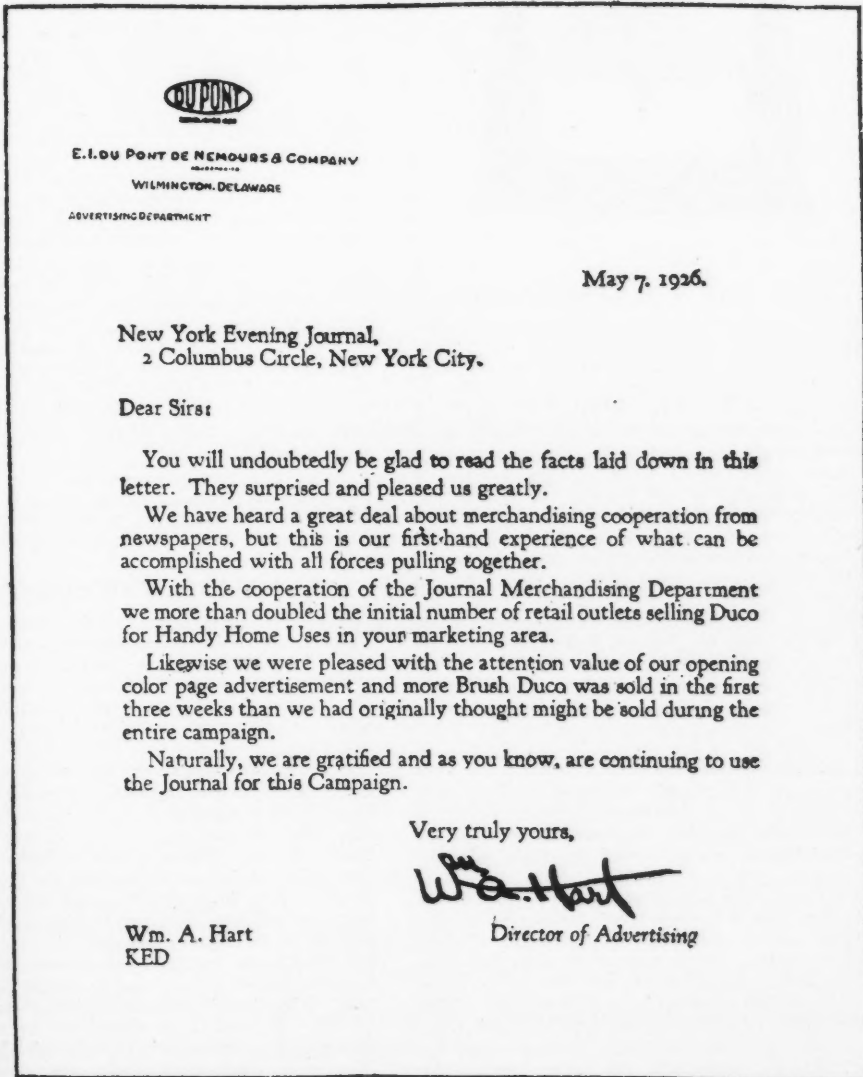 DU PONT
E.I. DU PONT DE NEMOURS & COMPANY
WILMINGTON, DELAWARE
ADVERTISING DEPARTMENT
May 7, 1926.
New York Evening Journal,
2 Columbus Circle, New York City.
Dear Sirs:
You will undoubtedly be glad to read the facts laid down in this
letter. They surprised and pleased us greatly.
We have heard a great deal about merchandising cooperation from
newspapers, but this is our first-hand experience of what can be
accomplished with all forces pulling together.
With the cooperation of the Journal Merchandising Department
we more than doubled the initial number of retail outlets selling Duco
for Handy Home Uses in your marketing area.
Likewise we were pleased with the attention value of our opening
color page advertisement and more Brush Duco was sold in the first
three weeks than we had originally thought might be sold during the
entire campaign.
Naturally, we are gratified and as you know, are continuing to use
the Journal for this Campaign.
Very truly yours,
Wm A. Hart
Wm. A. Hart
Director of Advertising
KED